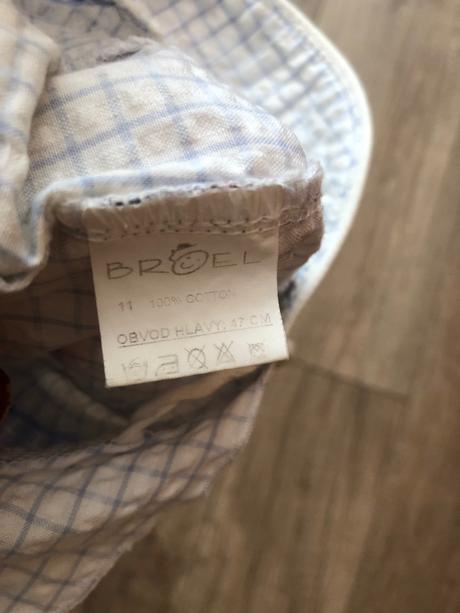 BROEL
11 100% COTTON
OBVOD HLAVY: 47 CM